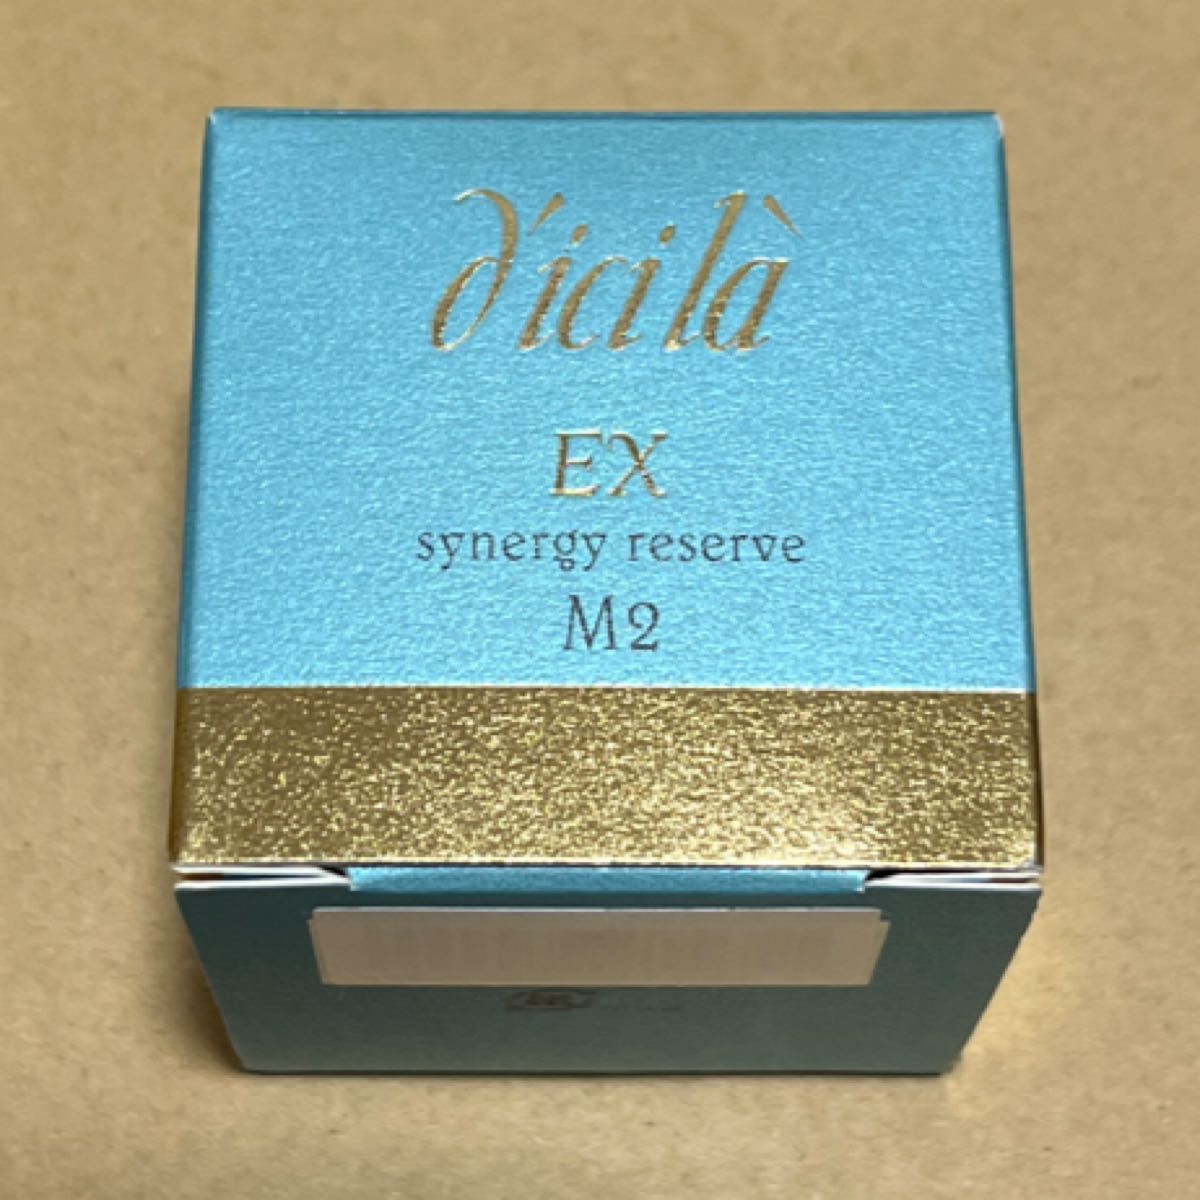 d'icilà
EX
synergy reserve
M2